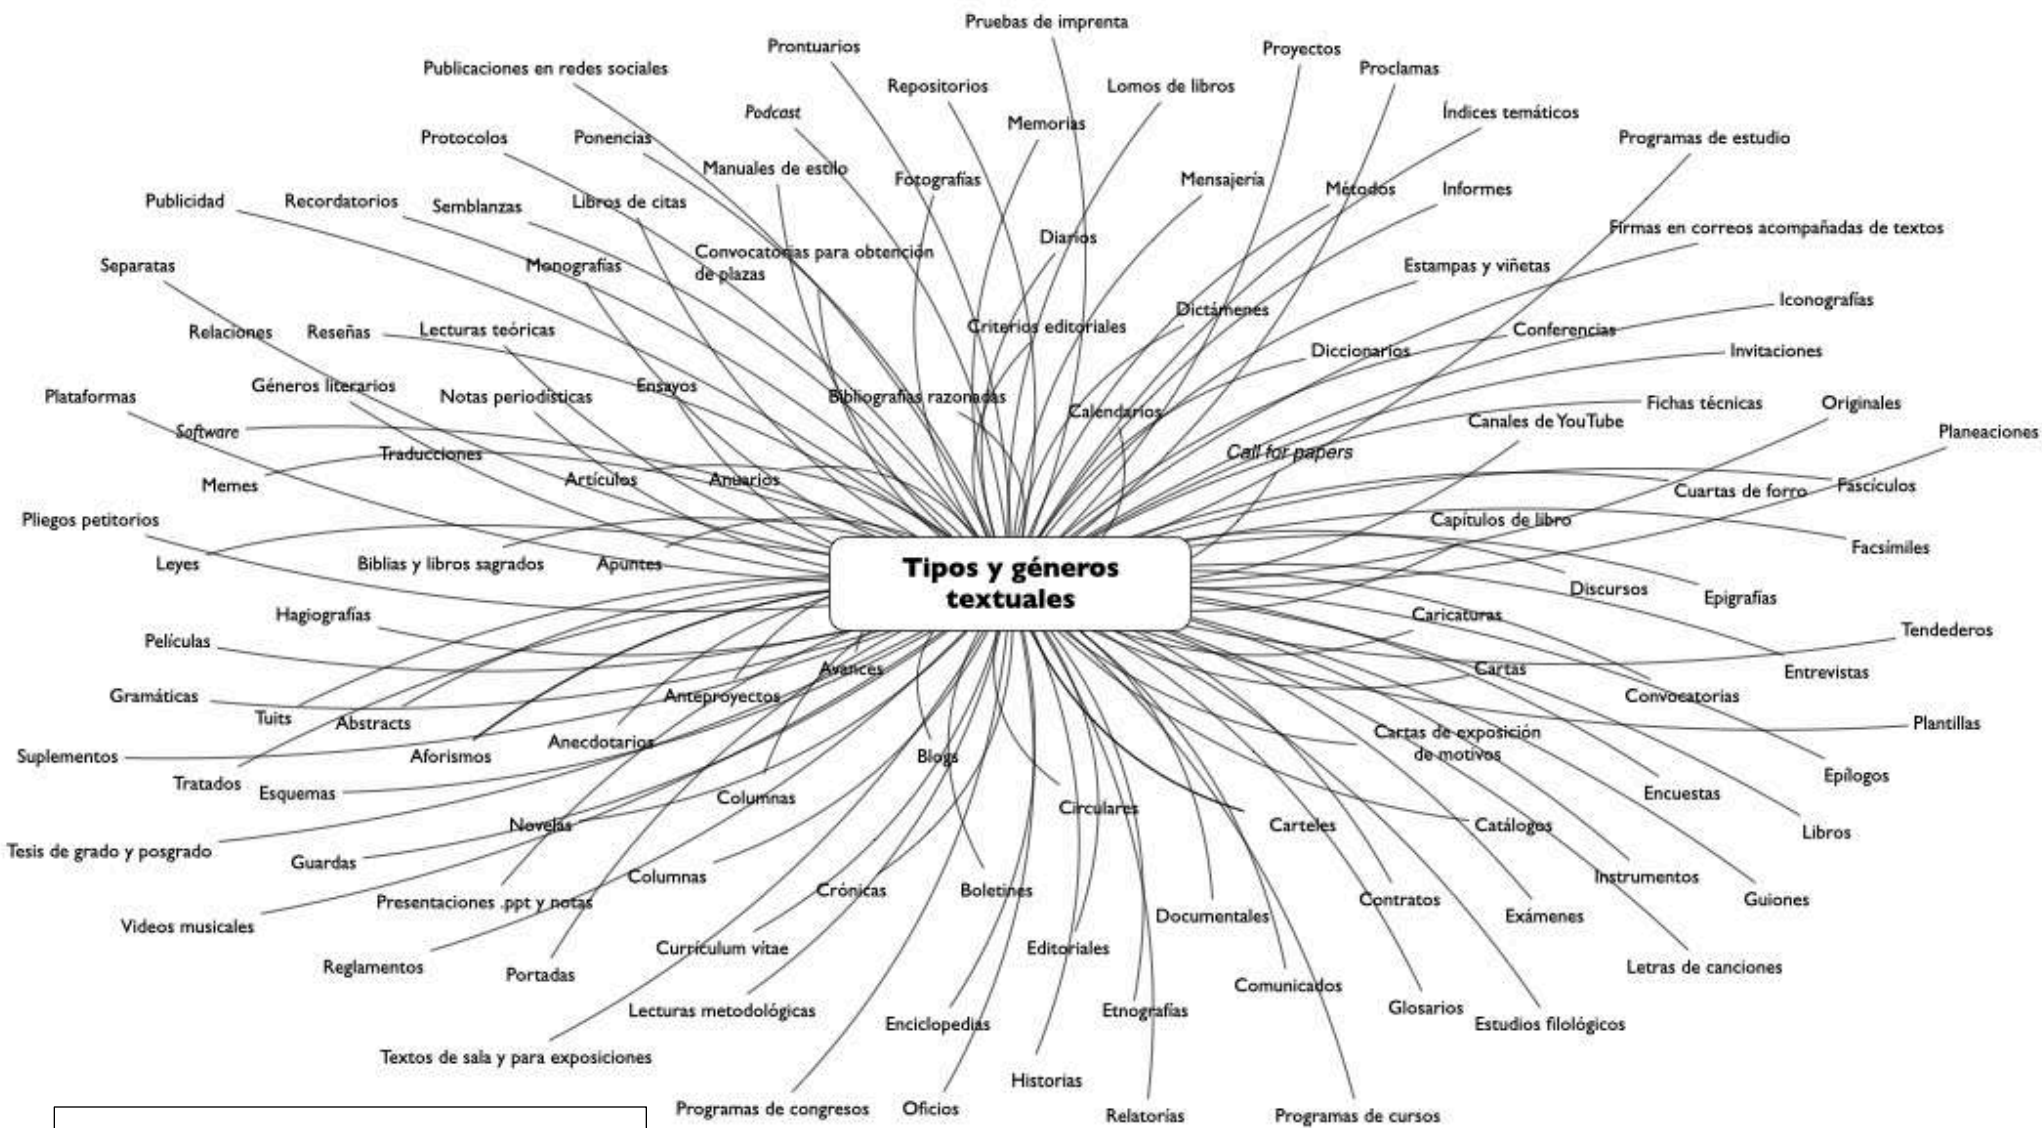 Pruebas de imprenta
Prontuarios
Proyectos
Publicaciones en redes sociales
Proclamas
Repositorios
Lomos de libros
Podcast
Índices temáticos
Memorias
Protocolos
Ponencias
Programas de estudio
Manuales de estilo
Fotografías
Mensajería
Métodos
Informes
Publicidad
Recordatorios
Semblanzas
Libros de citas
Firmas en correos acompañadas de textos
Diarios
Convocatorias para obtención
de plazas
Separatas
Monografías
Estampas y viñetas
Iconografías
Dictámenes
Relaciones
Reseñas
Lecturas teóricas
Criterios editoriales
Conferencias
Diccionarios
Invitaciones
Géneros literarios
Ensayos
Plataformas
Notas periodísticas
Bibliografías razonadas
Calendarios
Fichas técnicas
Originales
Canales de YouTube
Software
Planeaciones
Traducciones
Call for papers
Memes
Artículos
Anuarios
Cuartas de forro
Fascículos
Pliegos petitorios
Capítulos de libro
Facsímiles
Leyes
Biblias y libros sagrados
Apuntes
Tipos y géneros
textuales
Discursos
Epigrafías
Hagiografías
Caricaturas
Tendederos
Películas
Avances
Cartas
Entrevistas
Gramáticas
Anteproyectos
Convocatorias
Tuits
Abstracts
Plantillas
Cartas de exposición
de motivos
Suplementos
Aforismos
Anecdotarios
Blogs
Epílogos
Tratados
Esquemas
Encuestas
Columnas
Circulares
Novelas
Carteles
Catálogos
Libros
Tesis de grado y posgrado
Guardas
Columnas
Crónicas
Boletines
Instrumentos
Presentaciones .ppt y notas
Contratos
Guiones
Documentales
Exámenes
Videos musicales
Currículum vítae
Editoriales
Reglamentos
Portadas
Letras de canciones
Comunicados
Lecturas metodológicas
Etnografías
Glosarios
Enciclopedias
Estudios filológicos
Textos de sala y para exposiciones
Historias
Programas de congresos
Oficios
Relatorías
Programas de cursos